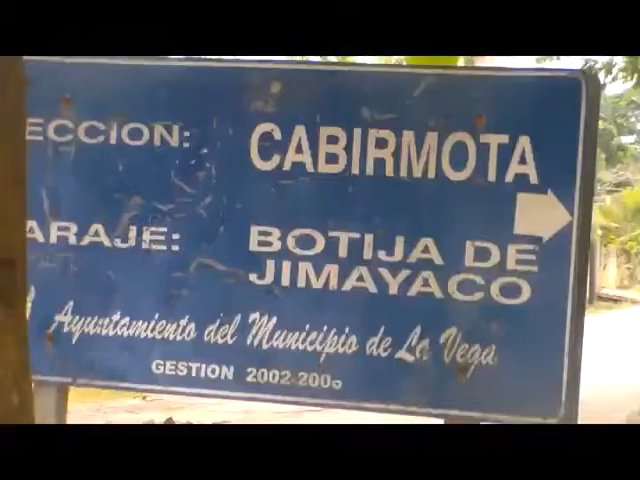 ECCION: CABIRMOTA
ARAJE: BOTIJA DE JIMAYACO
Ayuntamiento del Municipio de La Vega
GESTION 2002-200